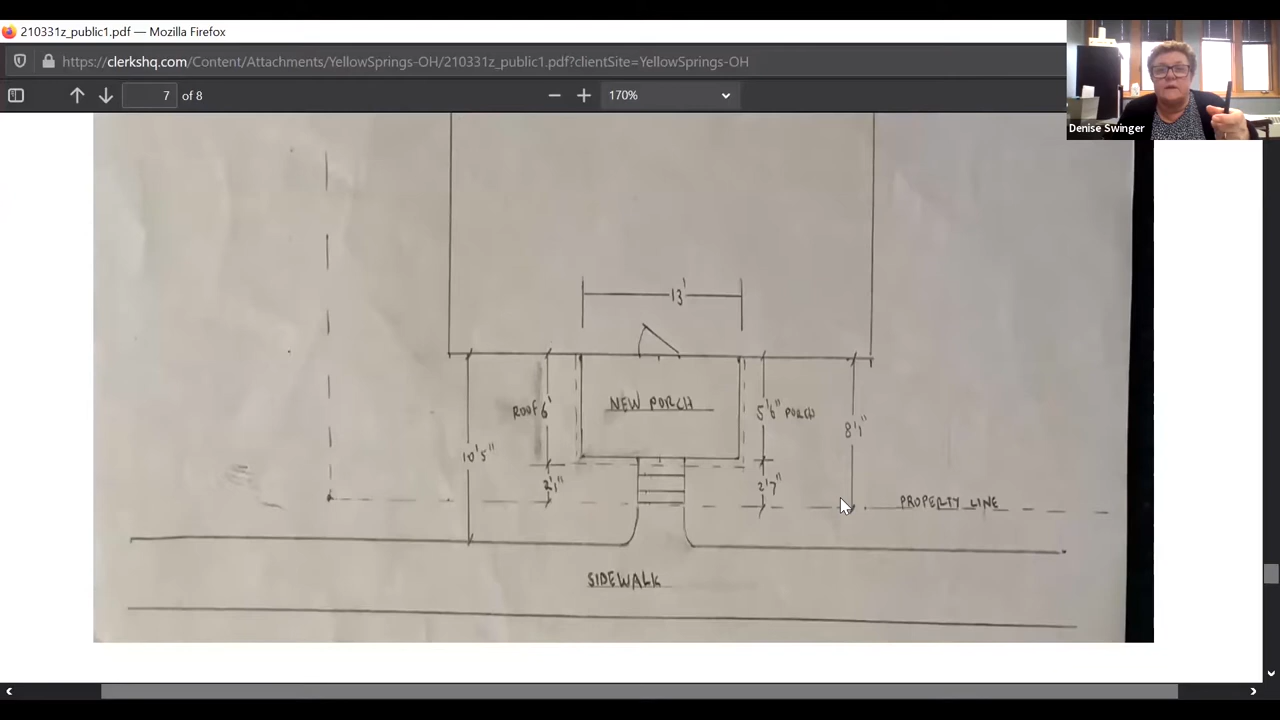 210331z_public1.pdf — Mozilla Firefox
https://clerkshq.com/Content/Attachments/YellowSprings-OH/210331z_public1.pdf?clientSite=YellowSprings-OH
7 of 8
170%
Denise Swinger
13'
ROOF 6'
NEW PORCH
5'6" PORCH
8'1"
10'5"
2'1"
2'7"
PROPERTY LINE
SIDEWALK